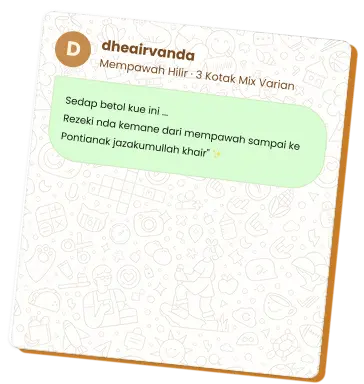 D
dheairvanda
Mempawah Hilir · 3 Kotak Mix Varian
Sedap betol kue ini ...
Rezeki nda kemane dari mempawah sampai ke
Pontianak jazakumullah khair" ✨